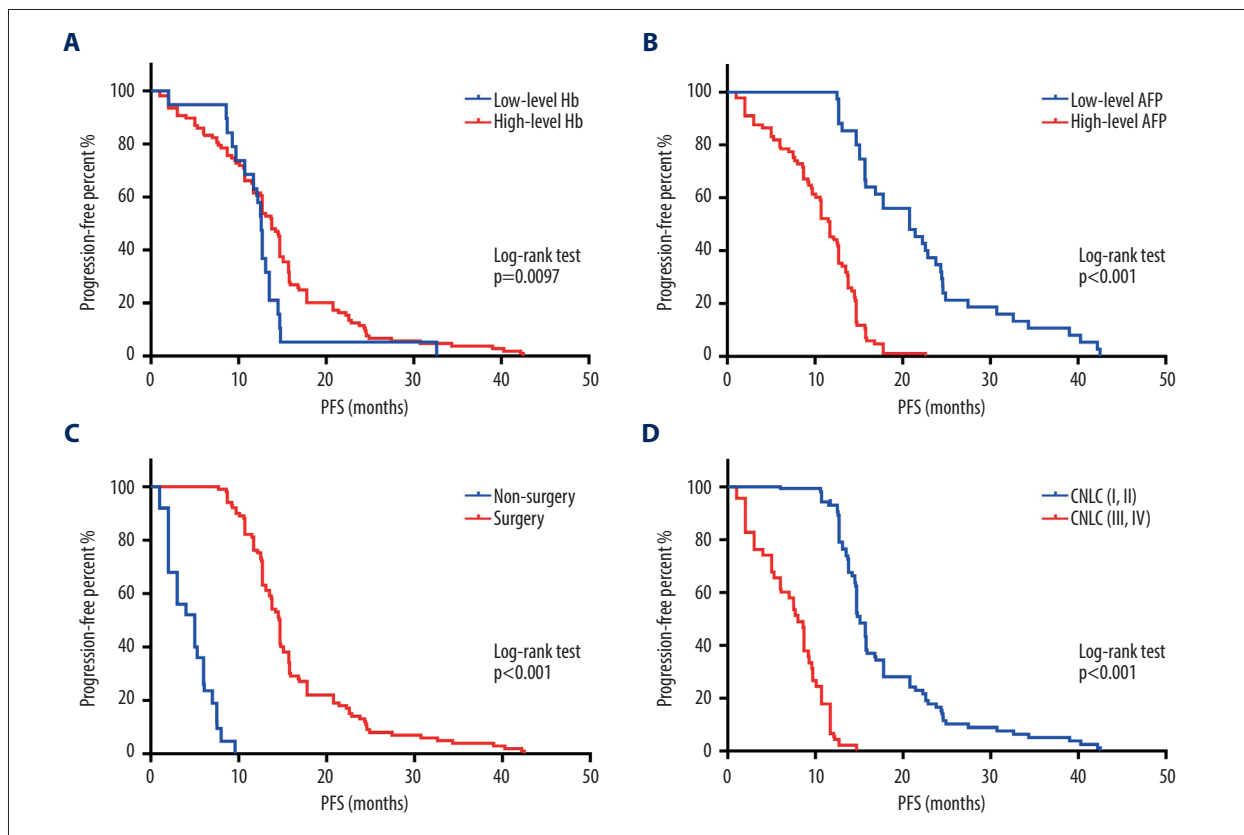 A
Progression-free percent %
100
80
60
40
20
0
Low-level Hb
High-level Hb
Log-rank test
p=0.0097
0 10 20 30 40 50
PFS (months)
B
Progression-free percent %
100
80
60
40
20
0
Low-level AFP
High-level AFP
Log-rank test
p<0.001
0 10 20 30 40 50
PFS (months)
C
Progression-free percent %
100
80
60
40
20
0
Non-surgery
Surgery
Log-rank test
p<0.001
0 10 20 30 40 50
PFS (months)
D
Progression-free percent %
100
80
60
40
20
0
CNLC (I, II)
CNLC (III, IV)
Log-rank test
p<0.001
0 10 20 30 40 50
PFS (months)